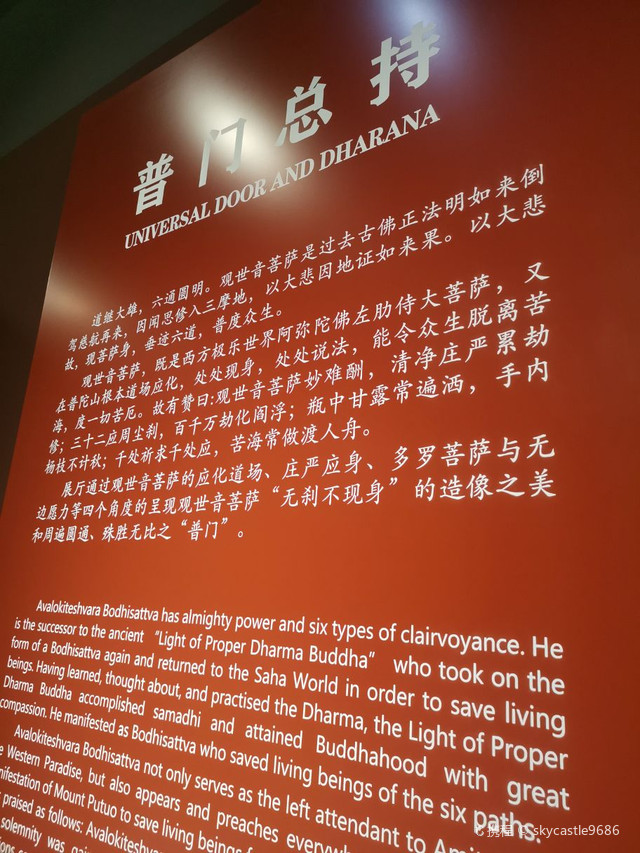 普门总持
UNIVERSAL DOOR AND DHARANA
道继大雄，六通圆明。观世音菩萨是过去古佛正法明如来倒
驾慈航再来，因闻思修入三摩地，以大悲因地证如来果。以大悲
故，现菩萨身，垂迹六道，普度众生。
观世音菩萨，既是西方极乐世界阿弥陀佛左肋侍大菩萨，又
在普陀山根本道场应化，处处现身，处处说法，能令众生脱离苦
海，度一切苦厄。故有赞曰:观世音菩萨妙难酬，清净庄严累劫
修；三十二应周尘刹，百千万劫化阎浮；瓶中甘露常遍洒，手内
杨枝不计秋；千处祈求千处应，苦海常做渡人舟。
展厅通过观世音菩萨的应化道场、庄严应身、多罗菩萨与无
边愿力等四个角度的呈现观世音菩萨“无刹不现身”的造像之美
和周遍圆通、殊胜无比之“普门”。
Avalokiteshvara Bodhisattva has almighty power and six types of clairvoyance. He
is the successor to the ancient “Light of Proper Dharma Buddha” who took on the
form of a Bodhisattva again and returned to the Saha World in order to save living
beings. Having learned, thought about, and practised the Dharma, the Light of Proper
Dharma Buddha accomplished samadhi and attained Buddhahood with great
compassion. He manifested as Bodhisattva who saved living beings of the six paths.
Avalokiteshvara Bodhisattva not only serves as the left attendant to
Western Paradise, but also appears and preaches
of Mount Putuo to save living beings
praised as follows: Avalokiteshvara
solemnity was
携程 @ skycastle9686